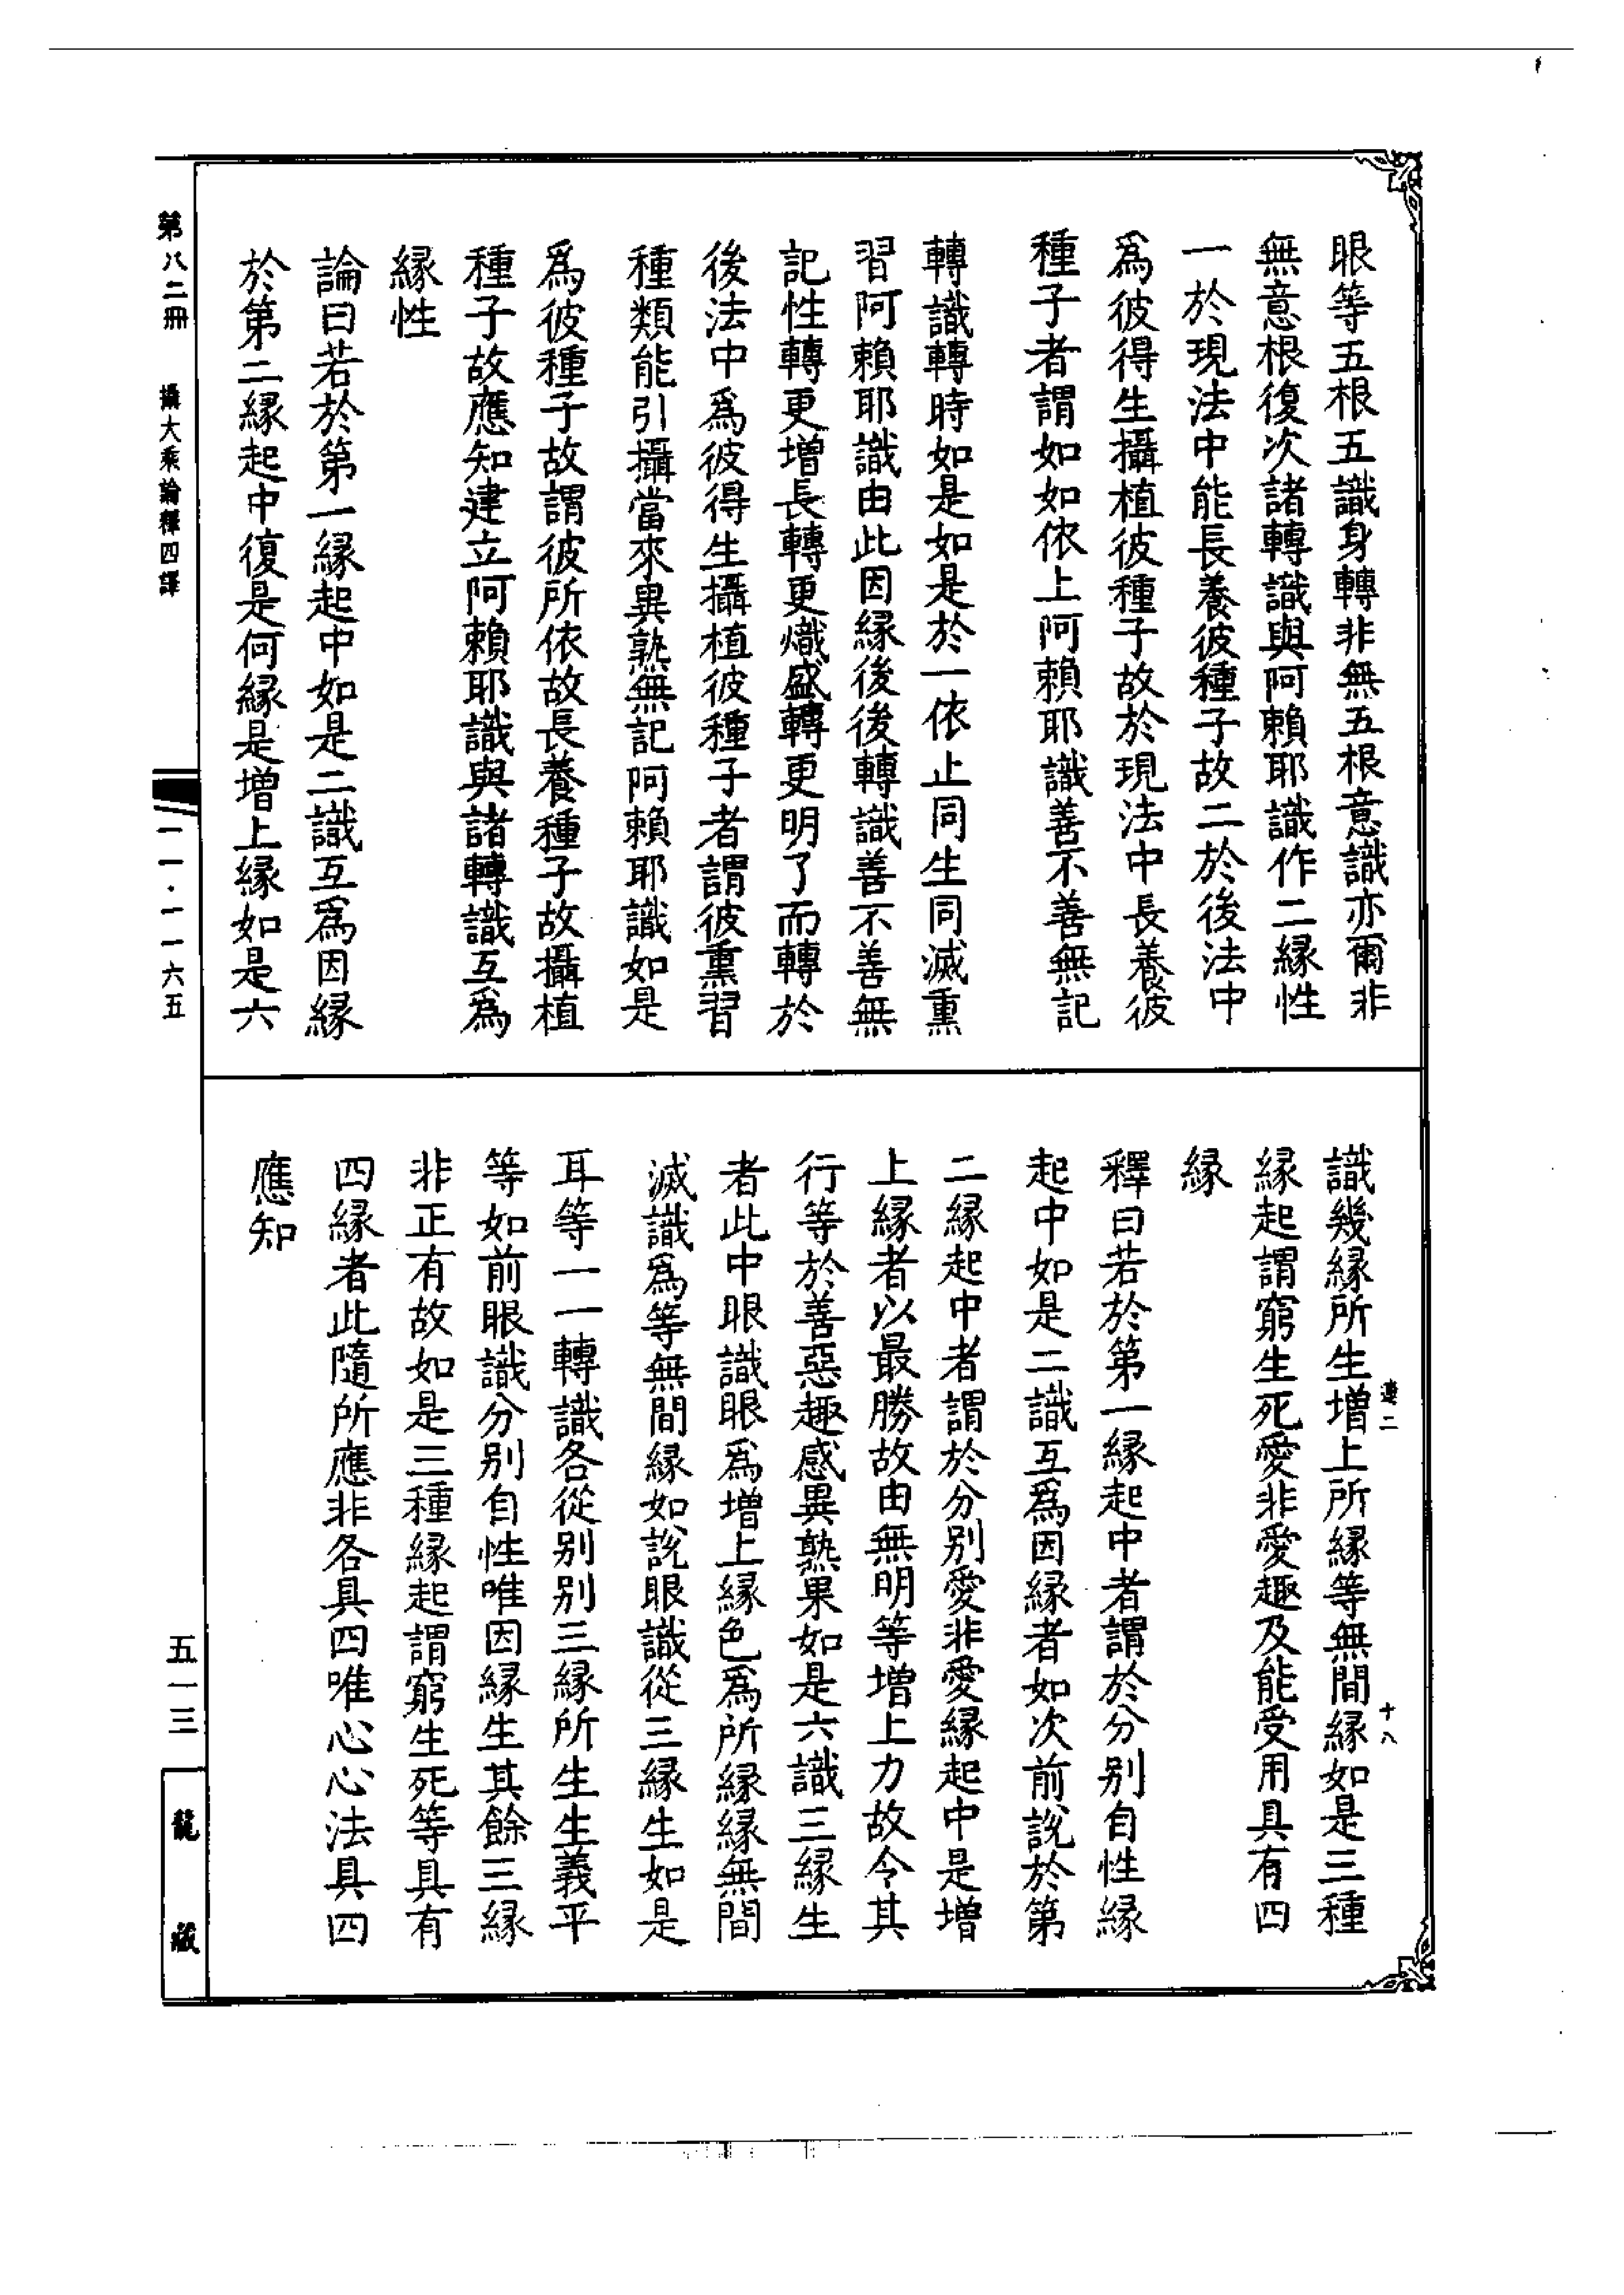 眼等五根五識身轉非無五根意識亦爾非
無意根復次諸轉識與阿賴耶識作二緣性
一於現法中能長養彼種子故二於後法中
爲彼得生攝植彼種子故於現法中長養彼
種子者謂如如依上阿賴耶識善不善無記
轉識轉時如是如是於一依止同生同滅熏
習阿賴耶識由此因緣後後轉識善不善無
記性轉更增長轉更熾盛轉更明了而轉於
後法中爲彼得生攝植彼種子者謂彼熏習
種類能引攝當來異熟無記阿賴耶識如是
爲彼種子故謂彼所依故長養種子故攝植
種子故應知建立阿賴耶識與諸轉識互爲
緣性
論曰若於第一緣起中如是二識互爲因緣
於第二緣起中復是何緣是增上緣如是六
識幾緣所生增上所緣等無間緣如是三種
緣起謂窮生死愛非愛趣及能受用具有四
緣
釋曰若於第一緣起中者謂於分別自性緣
起中如是二識互爲因緣者如次前說於第
二緣起中者謂於分別愛非愛緣起中是增
上緣者以最勝故由無明等增上力故令其
行等於善惡趣感異熟果如是六識三緣生
者此中眼識眼爲增上緣色爲所緣緣無間
滅識爲等無間緣如說眼識從三緣生如是
耳等一一轉識各從別別三緣所生生義平
等如前眼識分別自性唯因緣生其餘三緣
非正有故如是三種緣起謂窮生死等具有
四緣者此隨所應非各具四唯心心法具四
應知
十八
第八二冊
攝大乘論釋四譯
一一·一一六五
五一三
龍藏